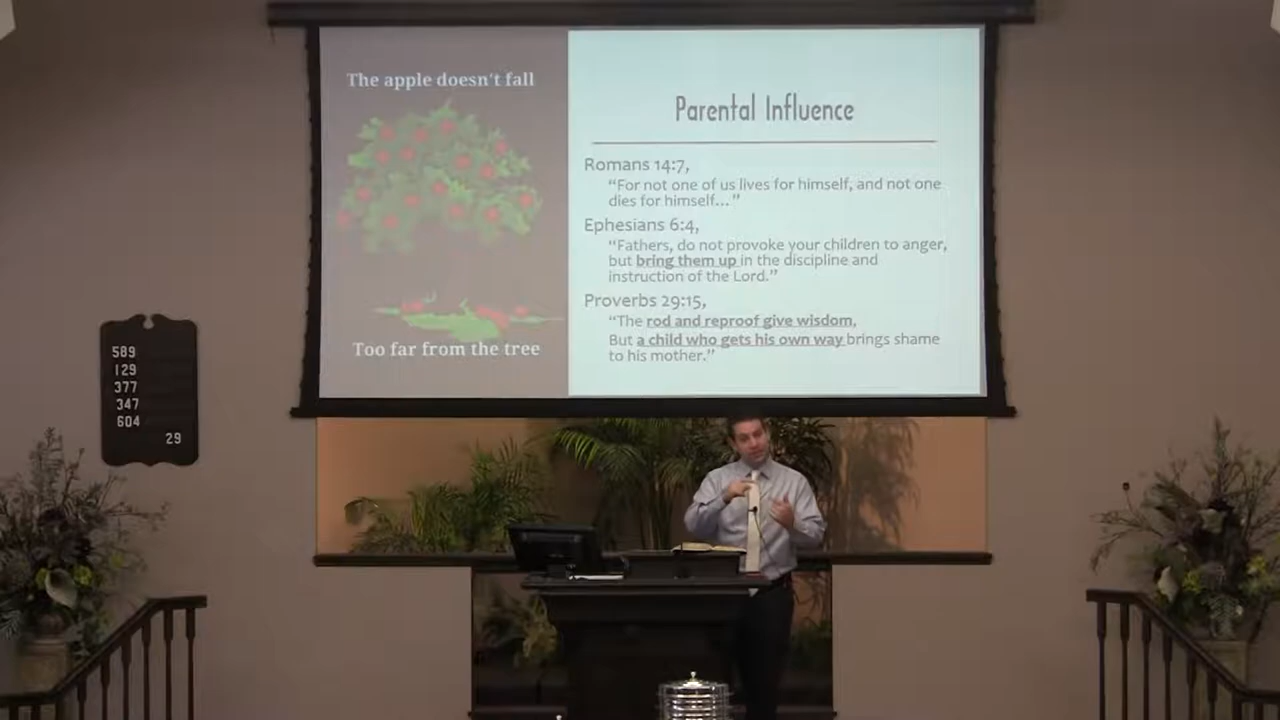 The apple doesn't fall
Too far from the tree
Parental Influence
Romans 14:7,
“For not one of us lives for himself, and not one
dies for himself…”
Ephesians 6:4,
“Fathers, do not provoke your children to anger,
but bring them up in the discipline and
instruction of the Lord.”
Proverbs 29:15,
“The rod and reproof give wisdom,
But a child who gets his own way brings shame
to his mother.”
589
129
377
347
604
29